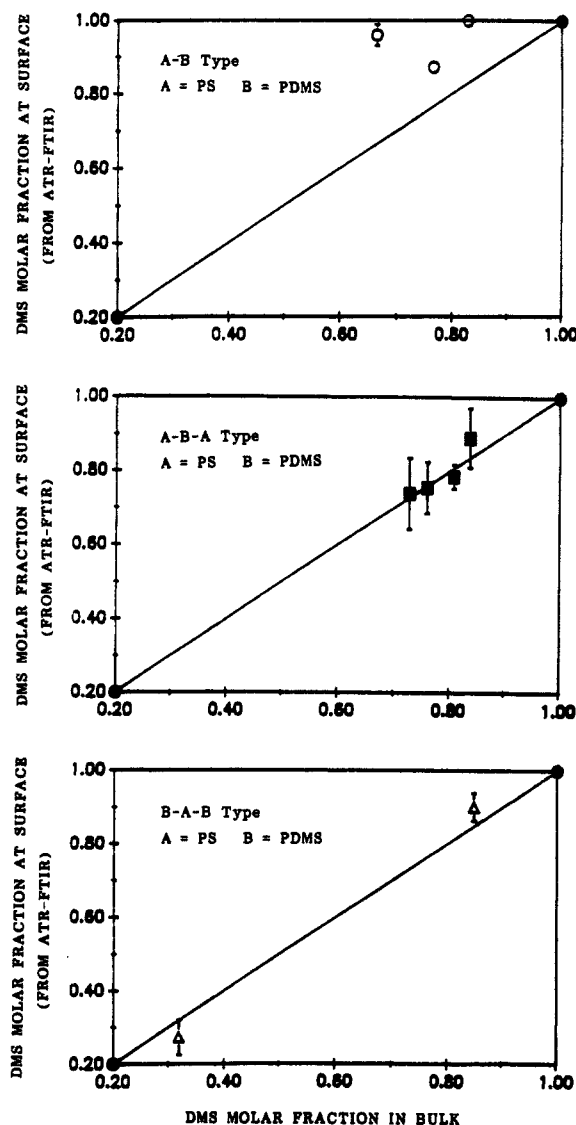 DMS MOLAR FRACTION AT SURFACE
(FROM ATR-FTIR)
1.00
0.80
0.60
0.40
0.20
A-B Type
A = PS B = PDMS
0.20
0.40
0.60
0.80
1.00
DMS MOLAR FRACTION AT SURFACE
(FROM ATR-FTIR)
1.00
0.80
0.60
0.40
0.20
A-B-A Type
A = PS B = PDMS
0.20
0.40
0.60
0.80
1.00
DMS MOLAR FRACTION AT SURFACE
(FROM ATR-FTIR)
1.00
0.80
0.60
0.40
0.20
B-A-B Type
A = PS B = PDMS
0.20
0.40
0.60
0.80
1.00
DMS MOLAR FRACTION IN BULK